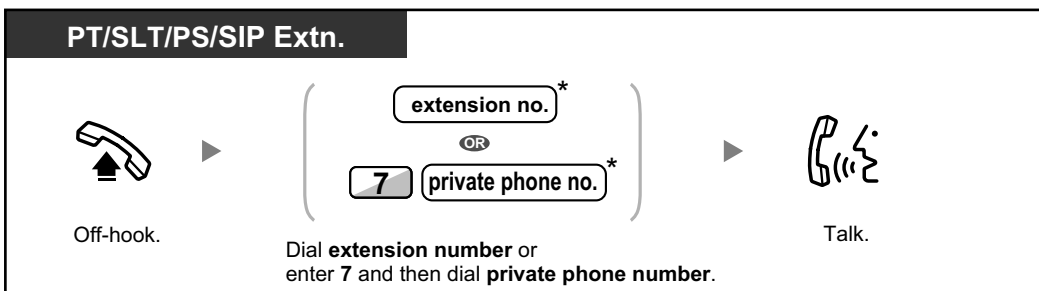 PT/SLT/PS/SIP Extn.
extension no.*
OR
7 private phone no.*
Off-hook.
Dial extension number or
enter 7 and then dial private phone number.
Talk.